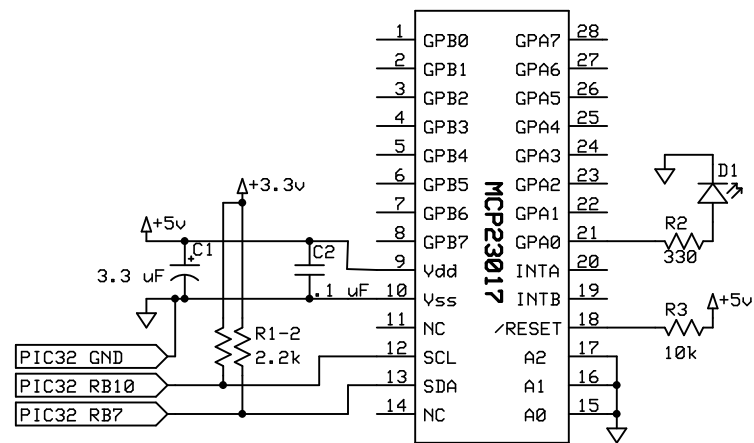 1 GPB0 GPA7 28
2 GPB1 GPA6 27
3 GPB2 GPA5 26
4 GPB3 GPA4 25
5 GPB4 GPA3 24
6 GPB5 GPA2 23
7 GPB6 GPA1 22
8 GPB7 GPA0 21
9 Vdd INTA 20
10 Vss INTB 19
11 NC /RESET 18
12 SCL A2 17
13 SDA A1 16
14 NC A0 15
MCP23017
D1
R2
330
R3
+5v
10k
+3.3v
+5v
+
C1
3.3 uF
C2
.1 uF
R1-2
2.2k
PIC32 GND
PIC32 RB10
PIC32 RB7